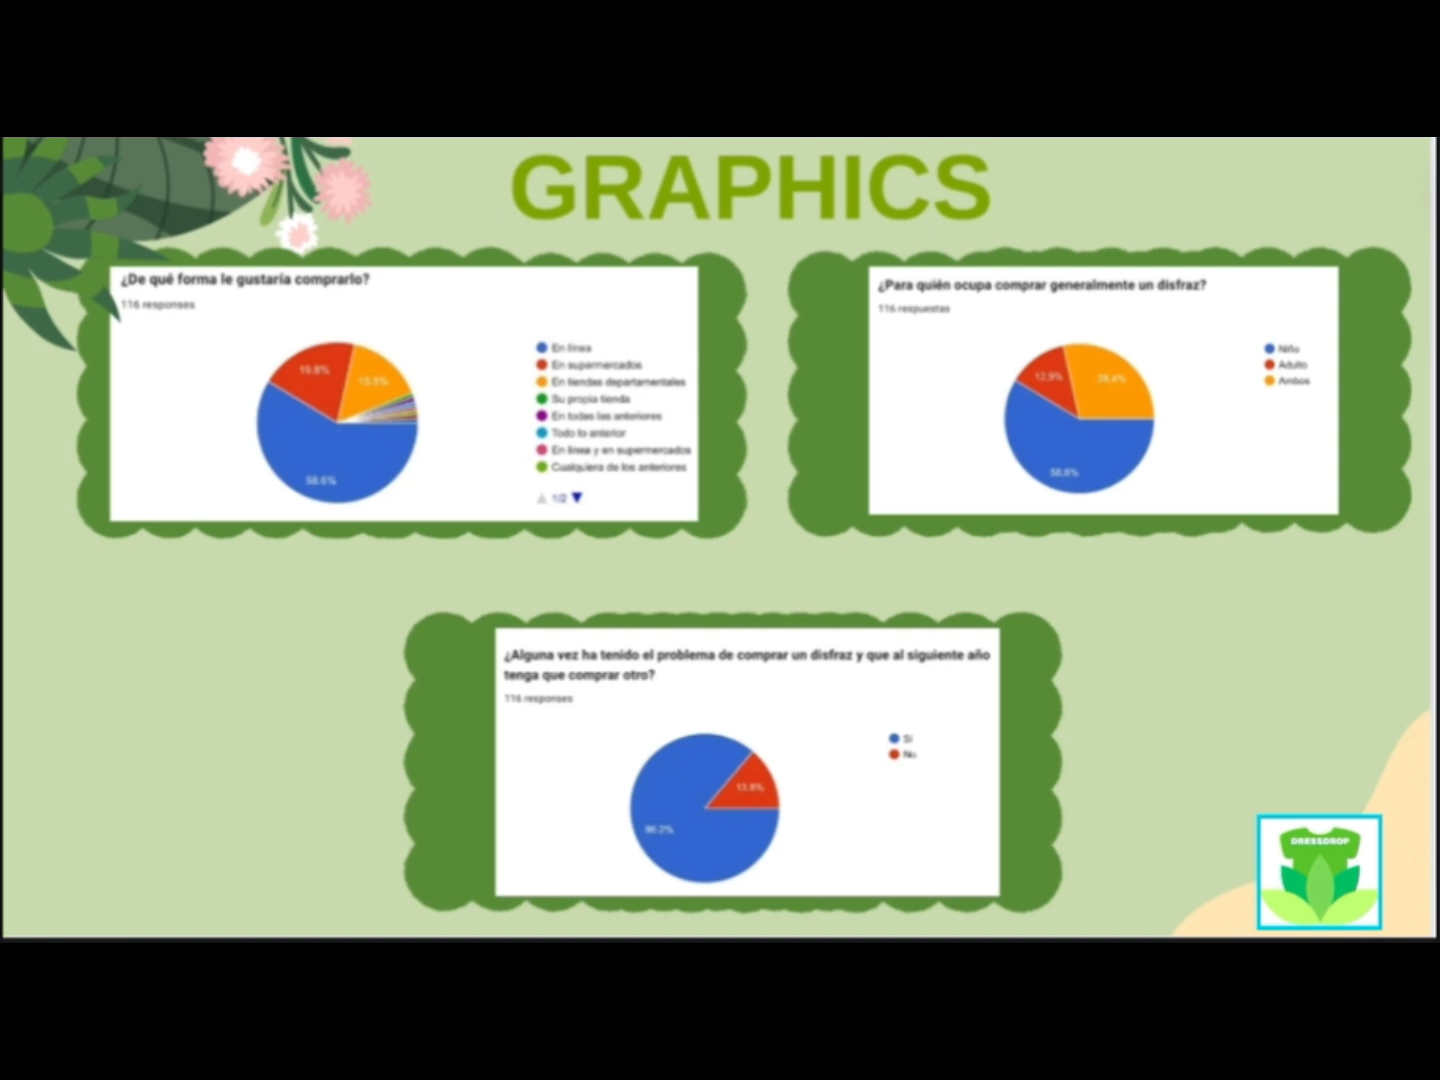 GRAPHICS
¿De qué forma le gustaría comprarlo?
116 responses
En línea
En supermercados
En tiendas departamentales
Su propia tienda
En todas las anteriores
Todo lo anterior
En línea y en supermercados
Cualquiera de los anteriores
1/2
19.8%
15.5%
58.6%
¿Para quién ocupa comprar generalmente un disfraz?
116 respuestas
Niño
Adulto
Ambos
12,9%
28,4%
58,6%
¿Alguna vez ha tenido el problema de comprar un disfraz y que al siguiente año
tenga que comprar otro?
116 responses
Sí
No
13.8%
86.2%
DRESSDROP